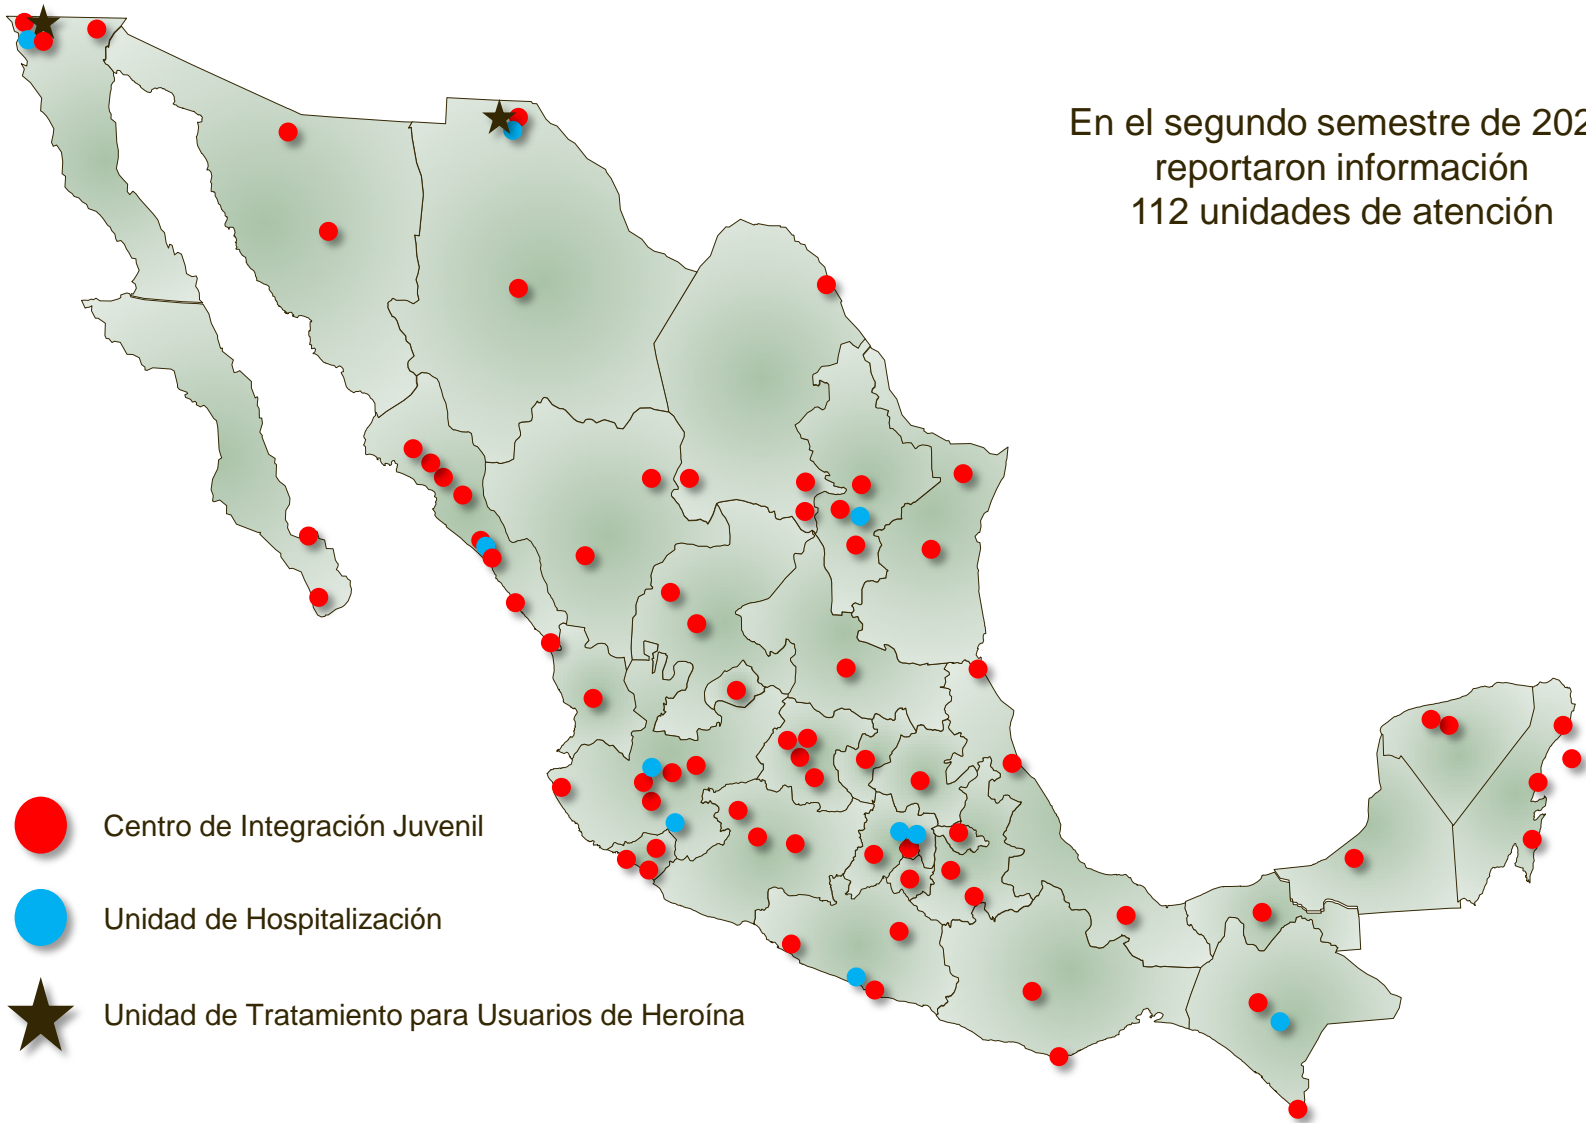 En el segundo semestre de 202
reportaron información
112 unidades de atención
Centro de Integración Juvenil
Unidad de Hospitalización
Unidad de Tratamiento para Usuarios de Heroína